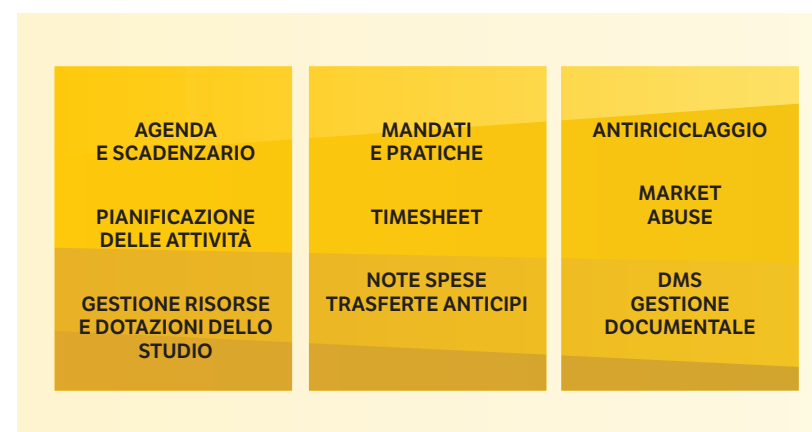 AGENDA
E SCADENZARIO
PIANIFICAZIONE
DELLE ATTIVITÀ
GESTIONE RISORSE
E DOTAZIONI DELLO
STUDIO
MANDATI
E PRATICHE
TIMESHEET
NOTE SPESE
TRASFERTE ANTICIPI
ANTIRICICLAGGIO
MARKET
ABUSE
DMS
GESTIONE
DOCUMENTALE